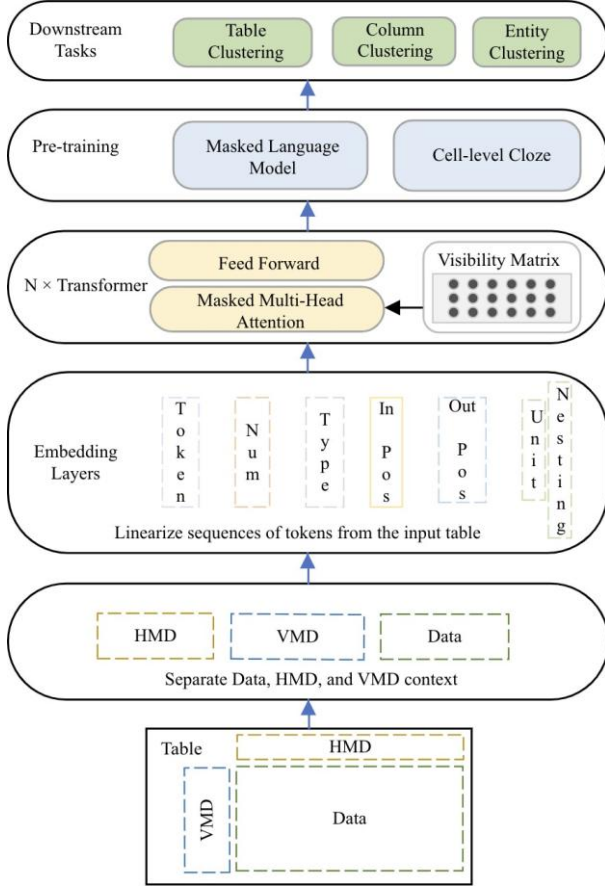 Downstream
Tasks
Table
Clustering
Column
Clustering
Entity
Clustering
Pre-training
Masked Language
Model
Cell-level Cloze
N × Transformer
Feed Forward
Masked Multi-Head
Attention
Visibility Matrix
Embedding
Layers
Token
Num
Type
In Pos
Out Pos
Unit
Nesting
Linearize sequences of tokens from the input table
HMD
VMD
Data
Separate Data, HMD, and VMD context
Table
HMD
VMD
Data